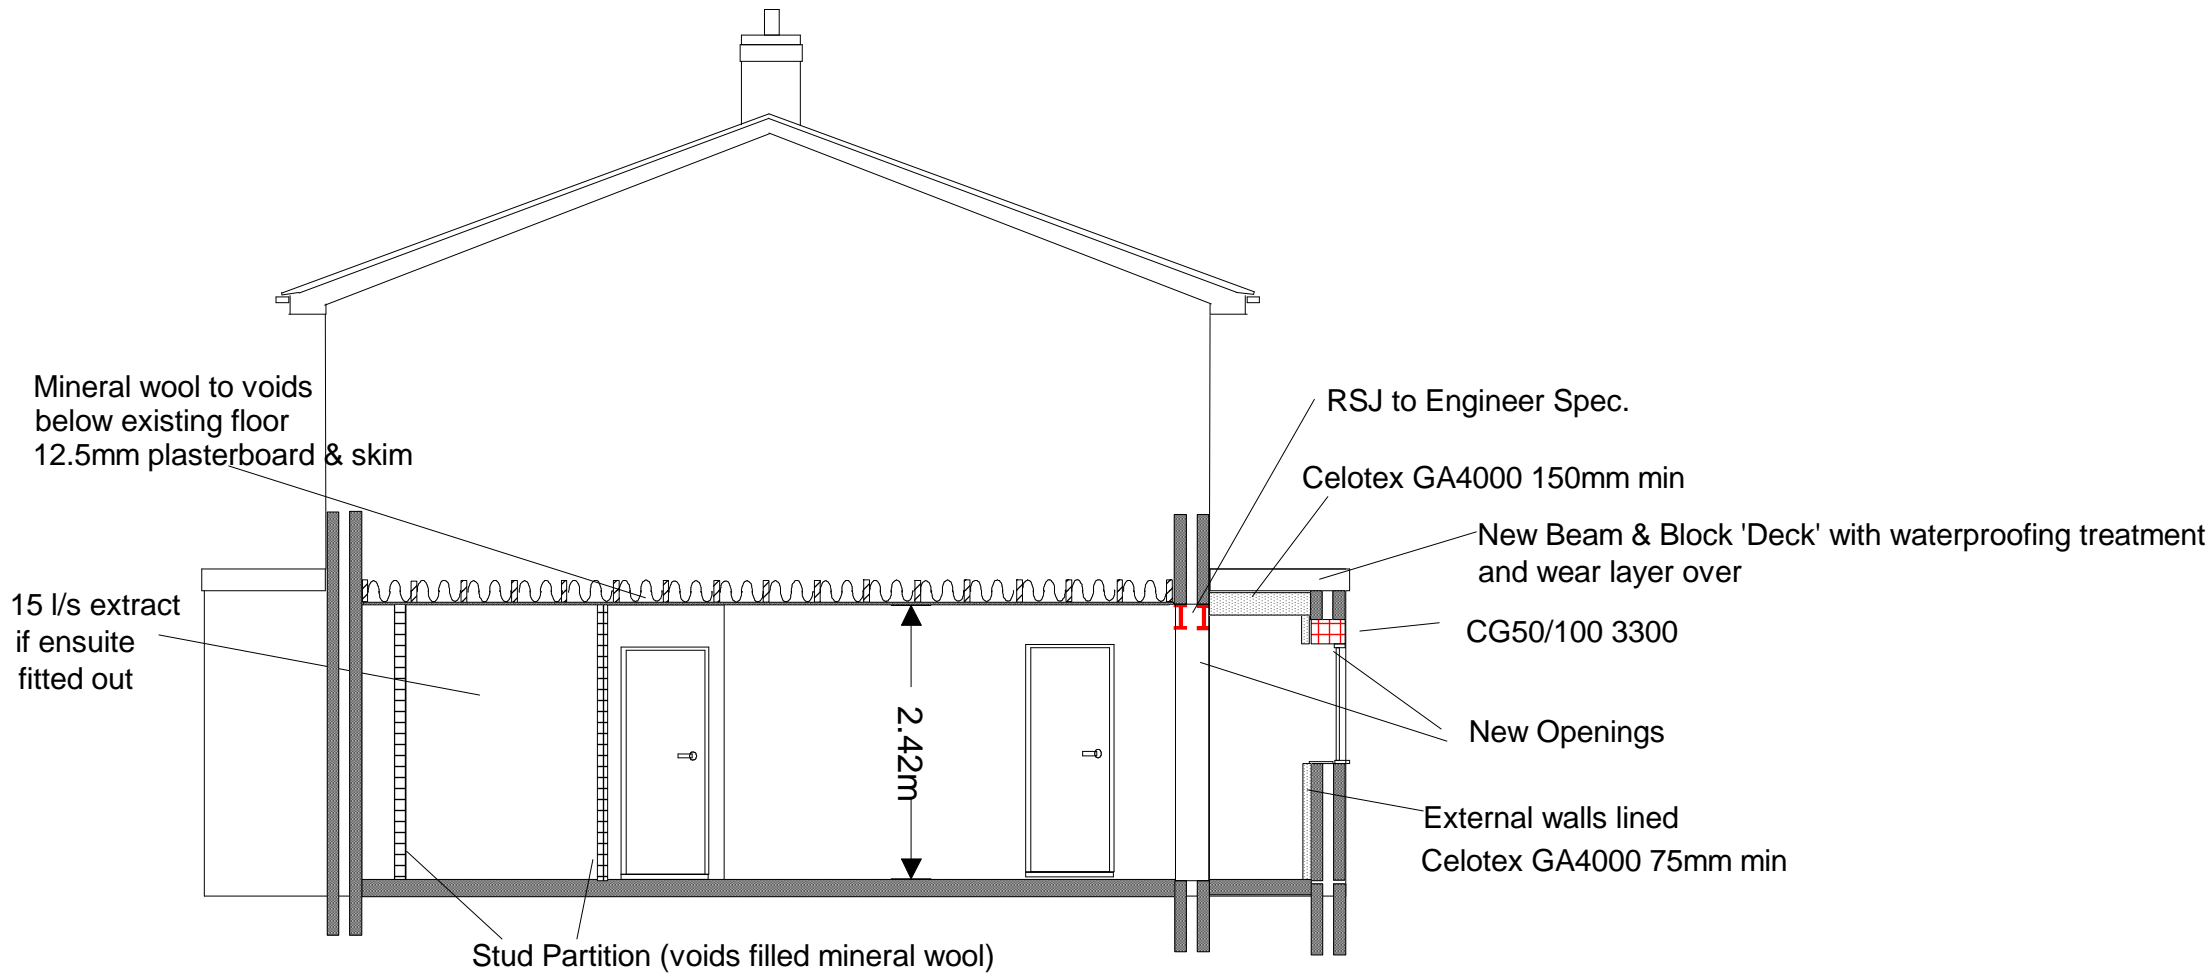 Mineral wool to voids
below existing floor
12.5mm plasterboard & skim
15 l/s extract
if ensuite
fitted out
2.42m
RSJ to Engineer Spec.
Celotex GA4000 150mm min
New Beam & Block 'Deck' with waterproofing treatment
and wear layer over
CG50/100 3300
New Openings
External walls lined
Celotex GA4000 75mm min
Stud Partition (voids filled mineral wool)